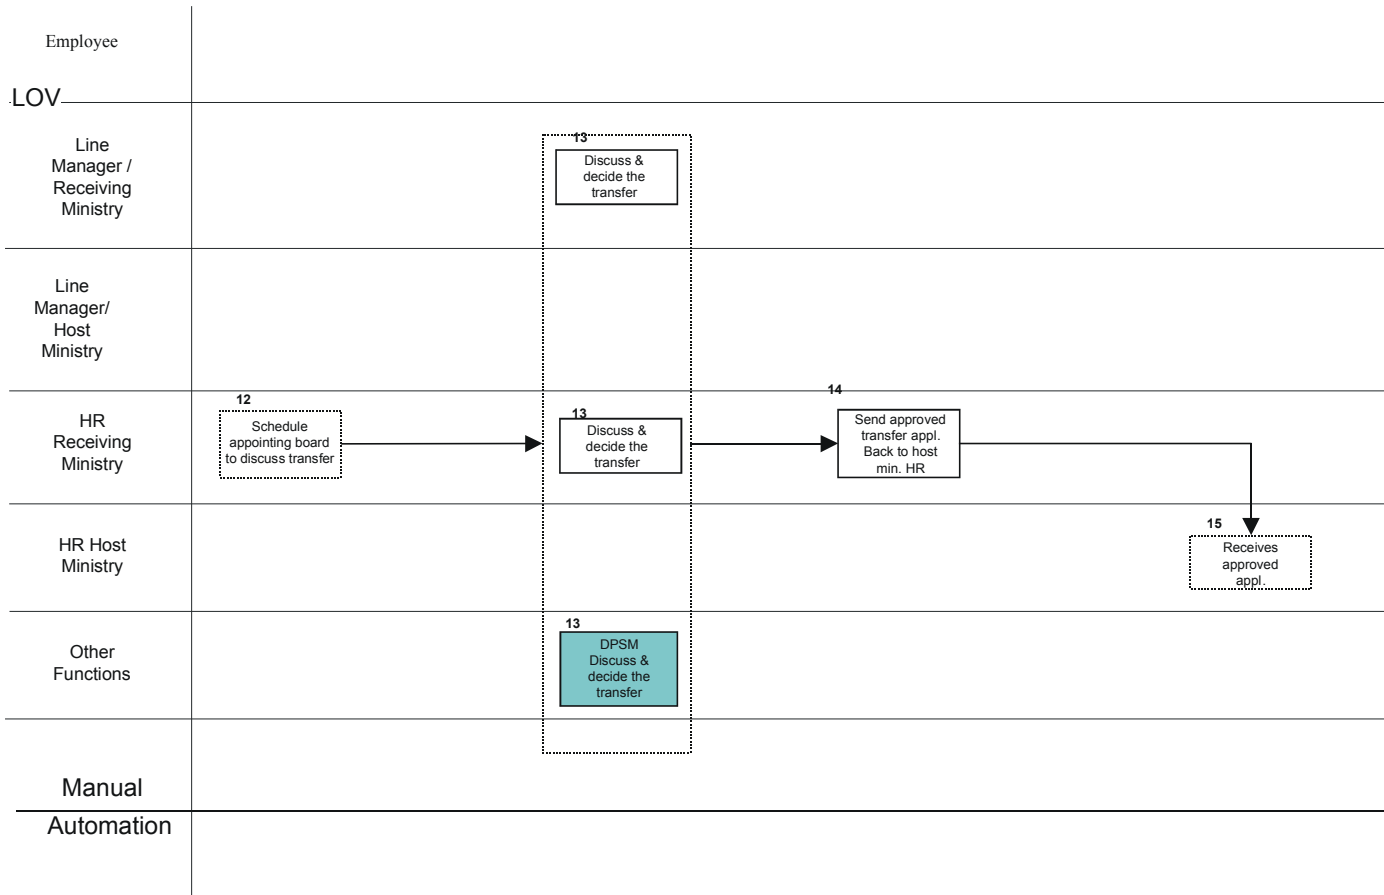 Employee
LOV
Line
Manager /
Receiving
Ministry
13
Discuss &
decide the
transfer
Line
Manager/
Host
Ministry
HR
Receiving
Ministry
12
Schedule
appointing board
to discuss transfer
13
Discuss &
decide the
transfer
14
Send approved
transfer appl.
Back to host
min. HR
HR Host
Ministry
15
Receives
approved
appl.
Other
Functions
13
DPSM
Discuss &
decide the
transfer
Manual
Automation